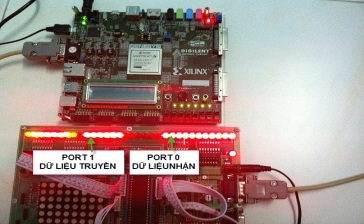 DIGILENT
XILINX
PORT 1
DỮ LIỆU TRUYỀN
PORT 0
DỮ LIỆUNHẬN